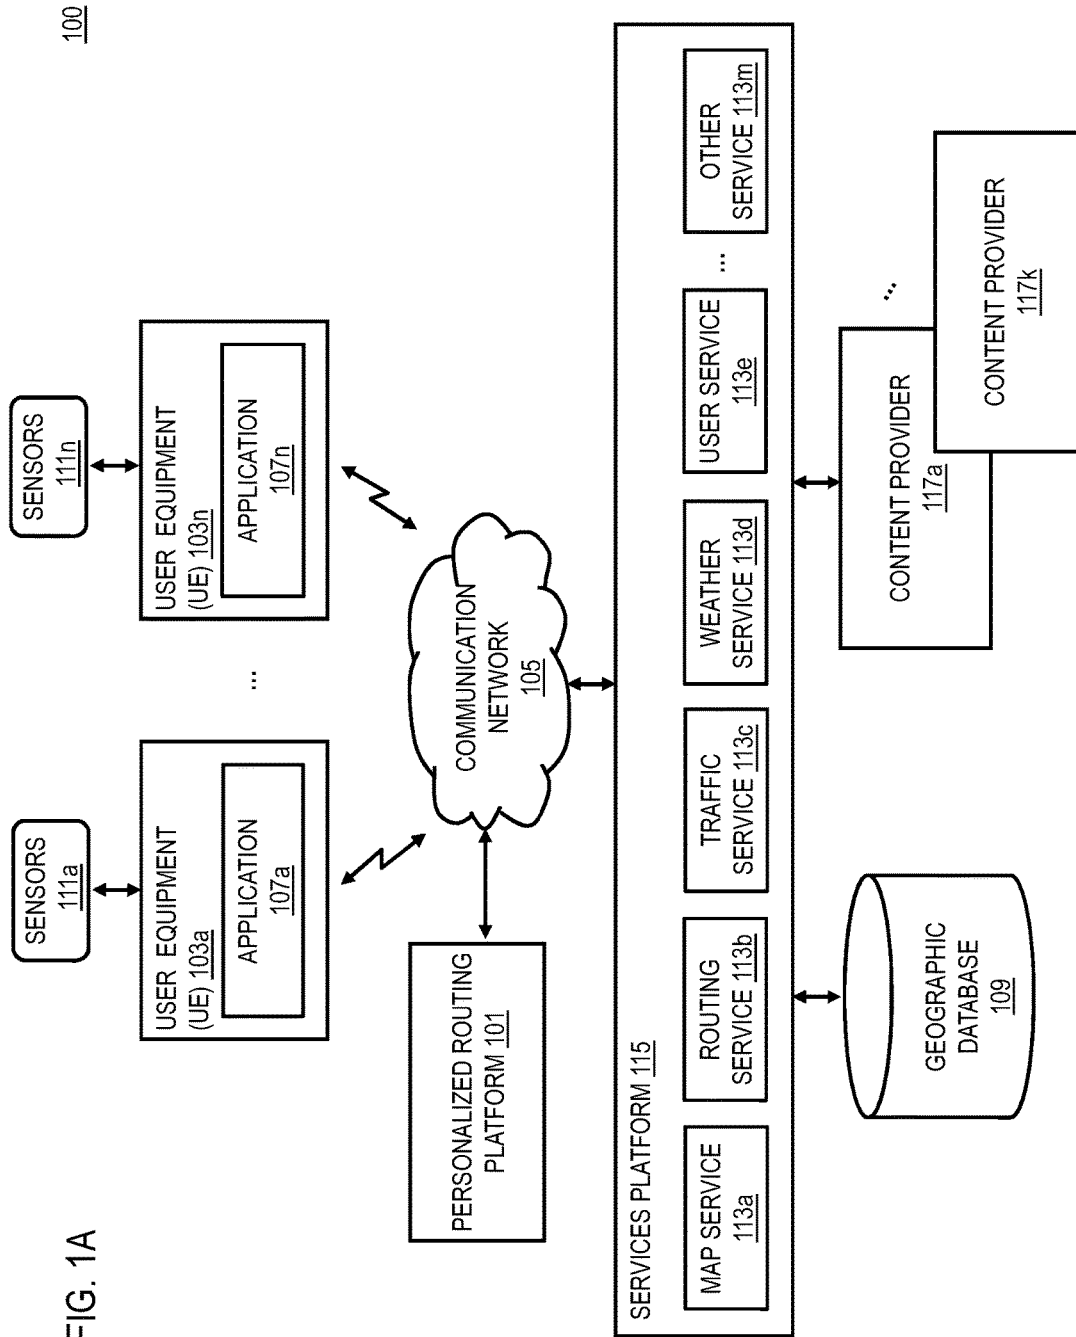 FIG. 1A
100
SENSORS
111a
SENSORS
111n
USER EQUIPMENT
(UE) 103a
APPLICATION
107a
...
USER EQUIPMENT
(UE) 103n
APPLICATION
107n
PERSONALIZED ROUTING
PLATFORM 101
COMMUNICATION
NETWORK
105
SERVICES PLATFORM 115
MAP SERVICE
113a
ROUTING
SERVICE 113b
TRAFFIC
SERVICE 113c
WEATHER
SERVICE 113d
USER SERVICE
113e
...
OTHER
SERVICE 113m
GEOGRAPHIC
DATABASE
109
CONTENT PROVIDER
117a
...
CONTENT PROVIDER
117k